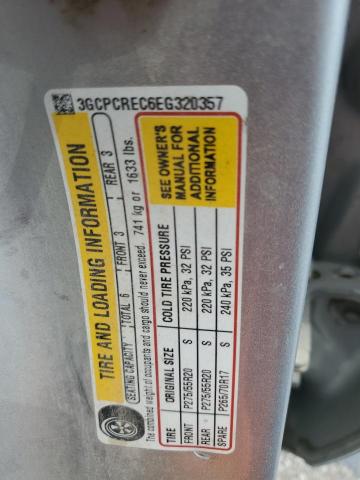 3GCPCREC6EG320357
TIRE AND LOADING INFORMATION
SEATING CAPACITY TOTAL 6 FRONT 3 REAR 3
The combined weight of occupants and cargo should never exceed 741 kg or 1633 lbs.
TIRE ORIGINAL SIZE COLD TIRE PRESSURE
FRONT P275/55R20 S 220 kPa, 32 PSI
REAR P275/55R20 S 220 kPa, 32 PSI
SPARE P265/70R17 S 240 kPa, 35 PSI
SEE OWNER'S
MANUAL FOR
ADDITIONAL
INFORMATION